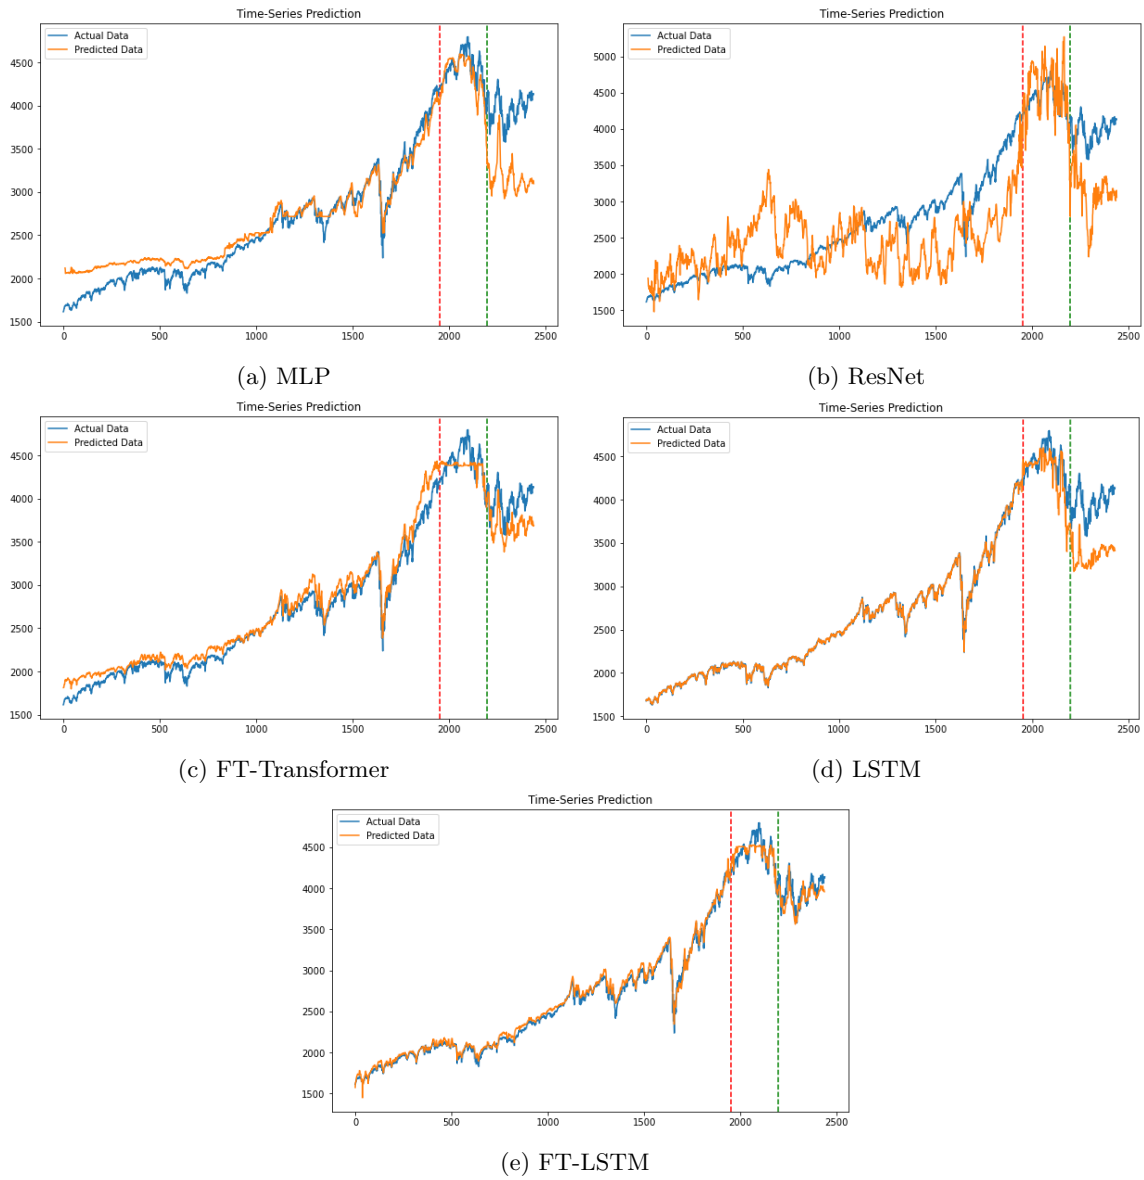 Time-Series Prediction
Actual Data
Predicted Data
4500
4000
3500
3000
2500
2000
1500
0 500 1000 1500 2000 2500
(a) MLP
Time-Series Prediction
Actual Data
Predicted Data
5000
4500
4000
3500
3000
2500
2000
1500
0 500 1000 1500 2000 2500
(b) ResNet
Time-Series Prediction
Actual Data
Predicted Data
4500
4000
3500
3000
2500
2000
1500
0 500 1000 1500 2000 2500
(c) FT-Transformer
Time-Series Prediction
Actual Data
Predicted Data
4500
4000
3500
3000
2500
2000
1500
0 500 1000 1500 2000 2500
(d) LSTM
Time-Series Prediction
Actual Data
Predicted Data
4500
4000
3500
3000
2500
2000
1500
0 500 1000 1500 2000 2500
(e) FT-LSTM